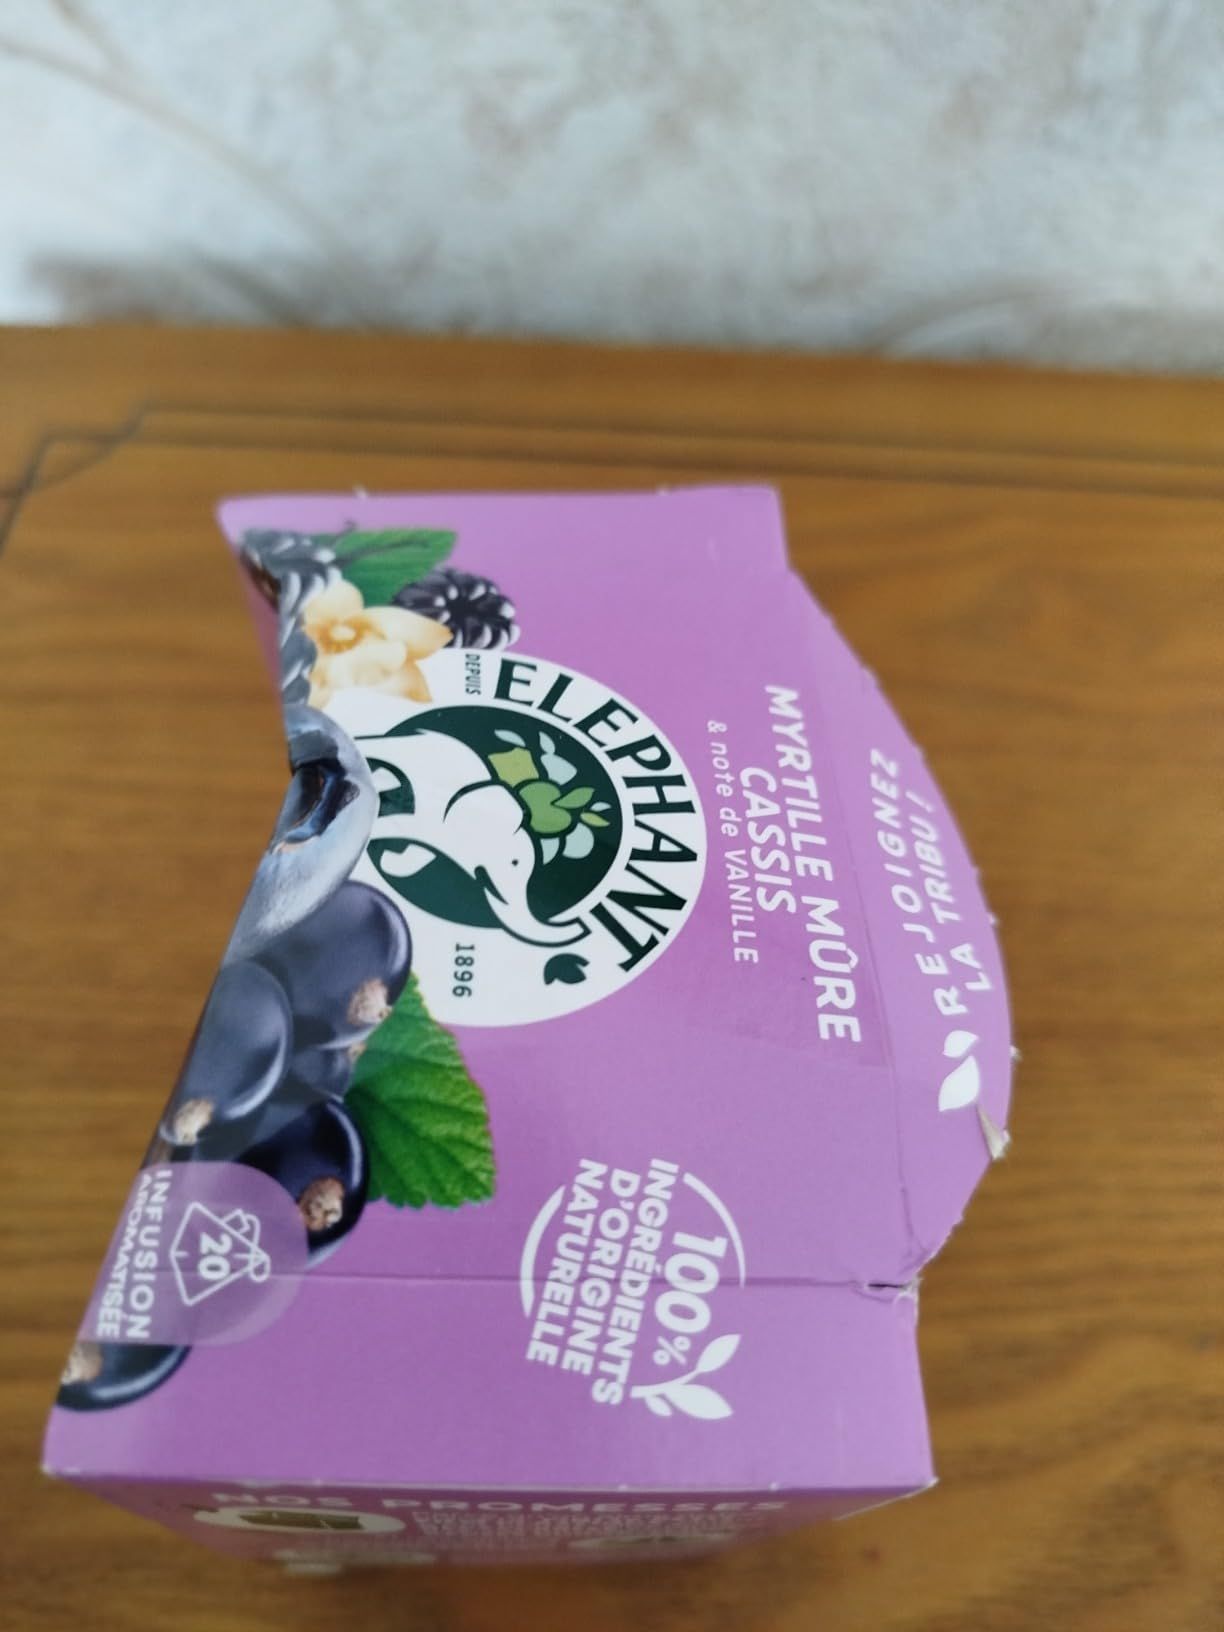 REJOIGNEZ
LA TRIBU !
MYRTILLE MÛRE
CASSIS
& note de VANILLE
ELEPHANT
DEPUIS
1896
100%
INGRÉDIENTS
D'ORIGINE
NATURELLE
20
INFUSION
AROMATISÉE
NOS PROMESSES